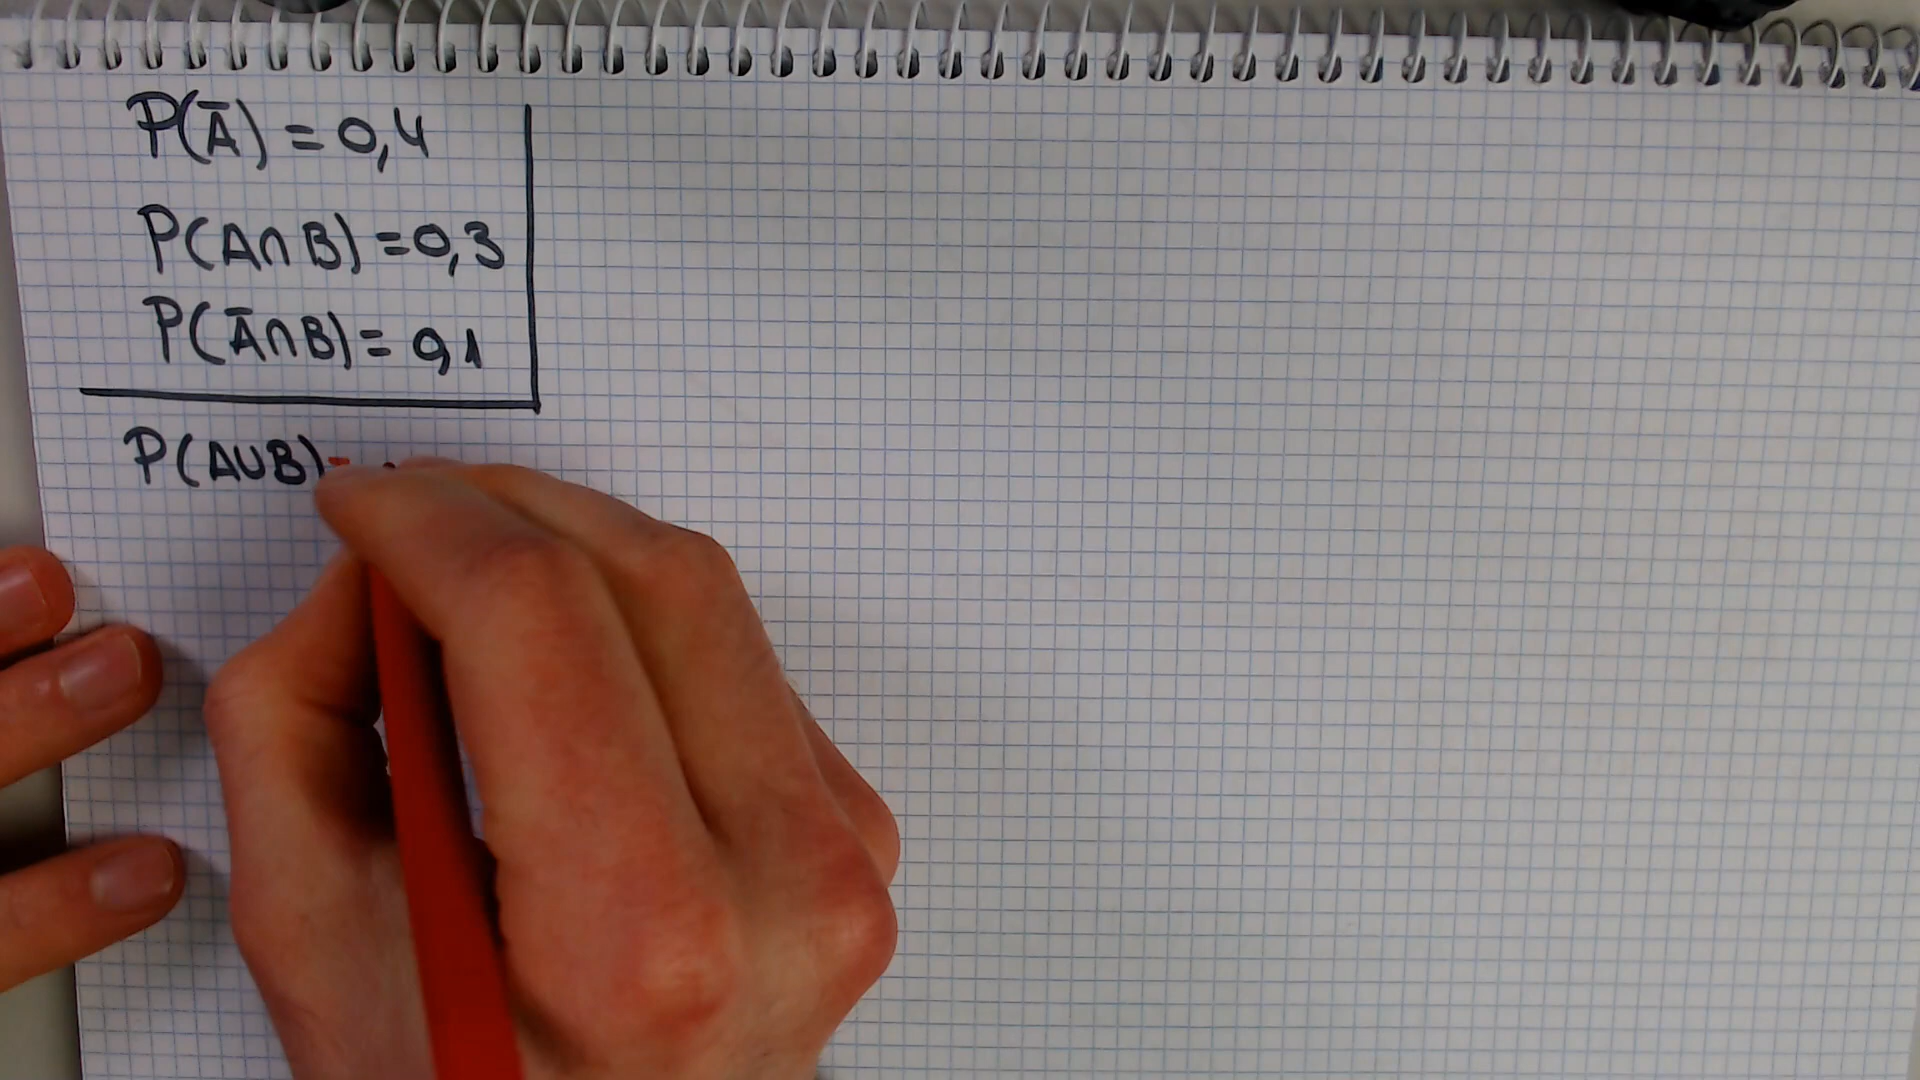 P(A̅) = 0,4
P(A∩B) = 0,3
P(A̅∩B) = 0,1
P(A∪B) =